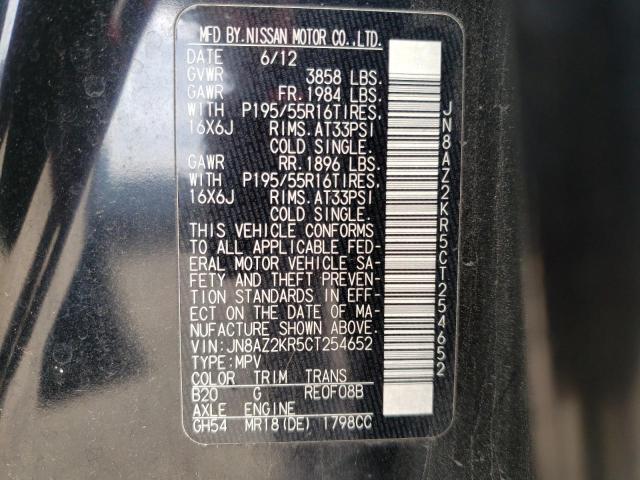 MFD BY.NISSAN MOTOR CO.,LTD.
DATE 6/12
GVWR 3858 LBS.
GAWR FR.1984 LBS.
WITH P195/55R16TIRES.
16X6J RIMS.AT33PSI
COLD SINGLE.
GAWR RR.1896 LBS.
WITH P195/55R16TIRES.
16X6J RIMS.AT33PSI
COLD SINGLE.
THIS VEHICLE CONFORMS
TO ALL APPLICABLE FED-
ERAL MOTOR VEHICLE SA-
FETY AND THEFT PREVEN-
TION STANDARDS IN EFF-
ECT ON THE DATE OF MA-
NUFACTURE SHOWN ABOVE.
VIN:JN8AZ2KR5CT254652
TYPE:MPV
COLOR TRIM TRANS
B20 G RE0F08B
AXLE ENGINE
GH54 MR18(DE) 1798CC
JN8AZ2KR5CT254652